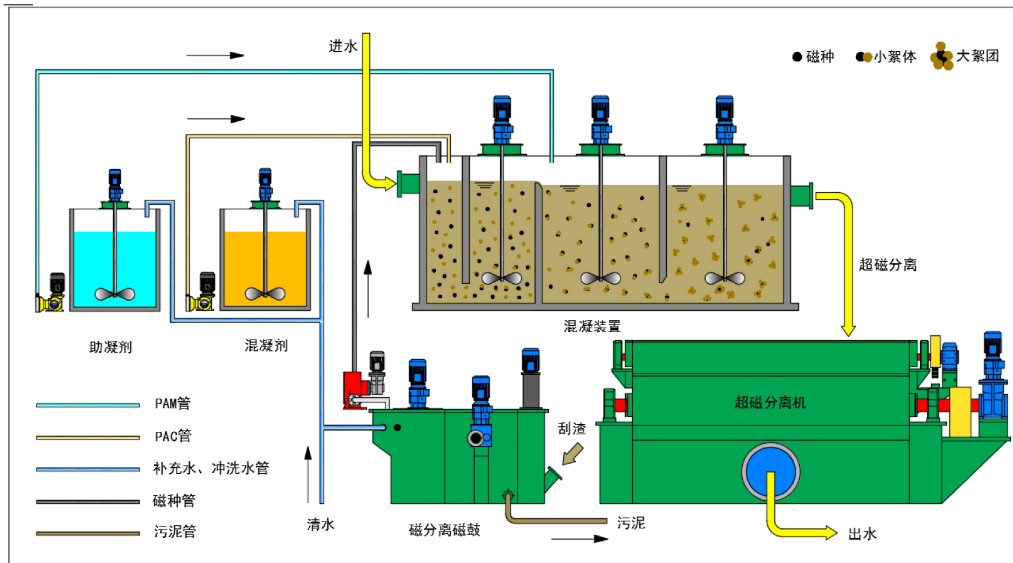 进水
磁种
小絮体
大絮团
超磁分离
混凝装置
助凝剂
混凝剂
PAM管
PAC管
补充水、冲洗水管
磁种管
污泥管
清水
磁分离磁鼓
刮渣
污泥
超磁分离机
出水